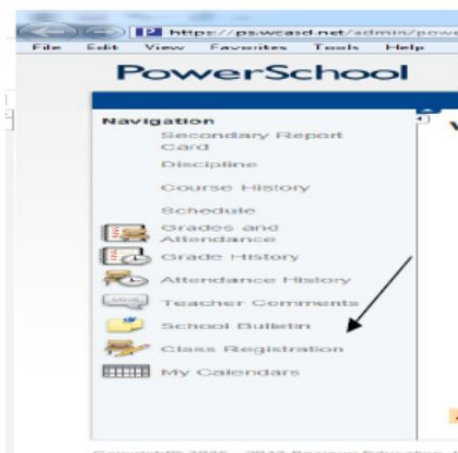 https://ps.wcasd.net/admin/pow
File Edit View Favorites Tools Help
PowerSchool
Navigation
Secondary Report
Card
Discipline
Course History
Schedule
Grades and
Attendance
Grade History
Attendance History
Teacher Comments
School Bulletin
Class Registration
My Calendars